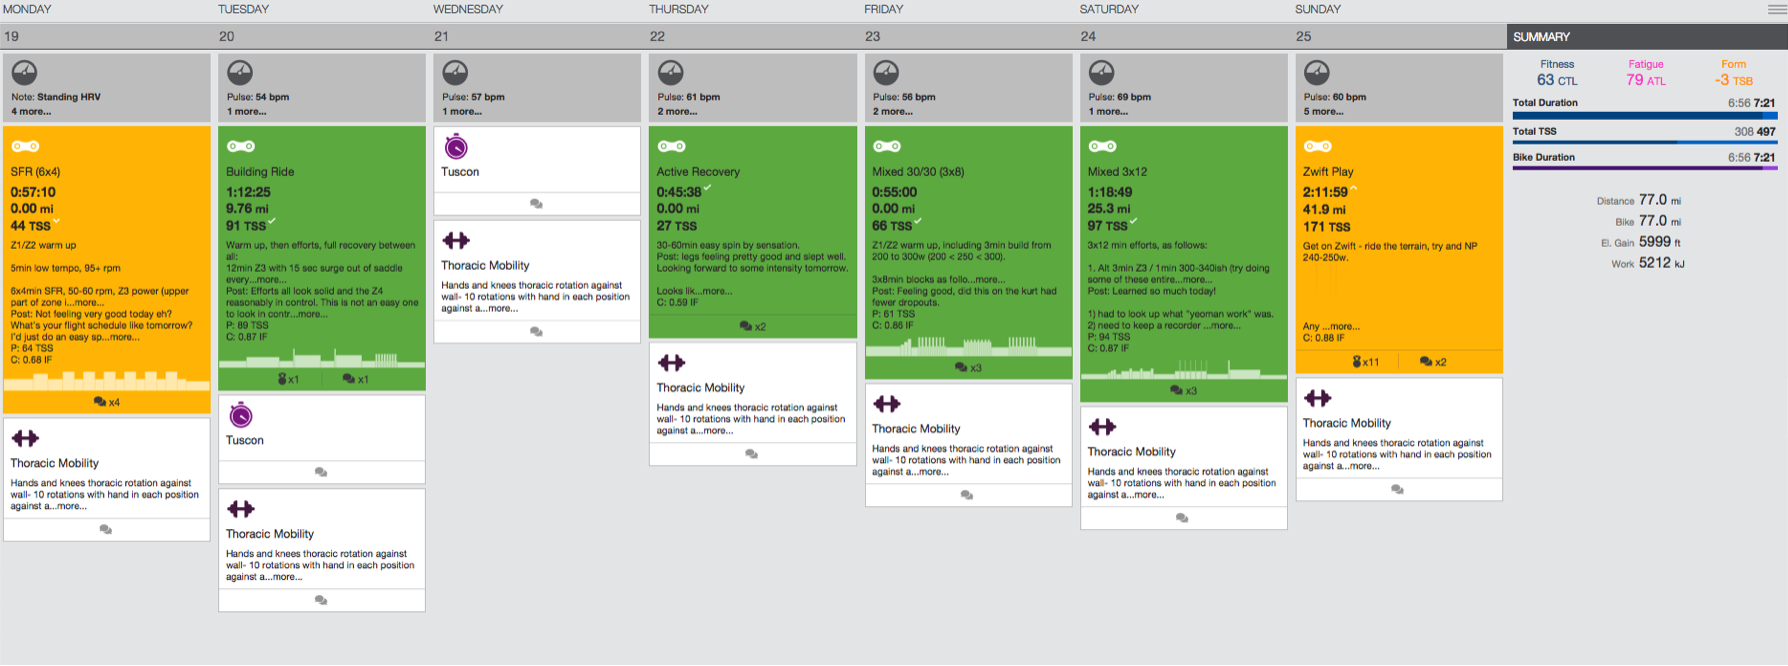 MONDAY
TUESDAY
WEDNESDAY
THURSDAY
FRIDAY
SATURDAY
SUNDAY
19
20
21
22
23
24
25
SUMMARY
Note: Standing HRV
4 more...
SFR (6x4)
0:57:10
0.00 mi
44 TSS
Z1/Z2 warm up
5min low tempo, 95+ rpm
6x4min SFR, 50-60 rpm, Z3 power (upper
part of zone i...more...
Post: Not feeling very good today eh?
What's your flight schedule like tomorrow?
I'd just do an easy sp...more...
P: 64 TSS
C: 0.68 IF
x4
Thoracic Mobility
Hands and knees thoracic rotation against
wall- 10 rotations with hand in each position
against a...more...
Pulse: 54 bpm
1 more...
Building Ride
1:12:25
9.76 mi
91 TSS
Warm up, then efforts, full recovery between
all:
12min Z3 with 15 sec surge out of saddle
every...more...
Post: Efforts all look solid and the Z4
reasonably in control. This is not an easy one
to look in contr...more...
P: 89 TSS
C: 0.87 IF
x1
x1
Tuscon
Thoracic Mobility
Hands and knees thoracic rotation against
wall- 10 rotations with hand in each position
against a...more...
Pulse: 57 bpm
1 more...
Tuscon
Thoracic Mobility
Hands and knees thoracic rotation against
wall- 10 rotations with hand in each position
against a...more...
Pulse: 61 bpm
2 more...
Active Recovery
0:45:38
0.00 mi
27 TSS
30-60min easy spin by sensation.
Post: legs feeling pretty good and slept well.
Looking forward to some intensity tomorrow.
Looks lik...more...
C: 0.59 IF
x2
Thoracic Mobility
Hands and knees thoracic rotation against
wall- 10 rotations with hand in each position
against a...more...
Pulse: 56 bpm
2 more...
Mixed 30/30 (3x8)
0:55:00
0.00 mi
66 TSS
Z1/Z2 warm up, including 3min build from
200 to 300w (200 < 250 < 300).
3x8min blocks as follo...more...
Post: Feeling good, did this on the kurt had
fewer dropouts.
P: 61 TSS
C: 0.86 IF
x3
Thoracic Mobility
Hands and knees thoracic rotation against
wall- 10 rotations with hand in each position
against a...more...
Pulse: 69 bpm
1 more...
Mixed 3x12
1:18:49
25.3 mi
97 TSS
3x12 min efforts, as follows:
1. Alt 3min Z3 / 1min 300-340ish (try doing
some of these entire...more...
Post: Learned so much today!
1) had to look up what "yeoman work" was.
2) need to keep a recorder ...more...
P: 94 TSS
C: 0.87 IF
x3
Thoracic Mobility
Hands and knees thoracic rotation against
wall- 10 rotations with hand in each position
against a...more...
Pulse: 60 bpm
5 more...
Zwift Play
2:11:59
41.9 mi
171 TSS
Get on Zwift - ride the terrain, try and NP
240-250w.
Any ...more...
C: 0.88 IF
x11
x2
Thoracic Mobility
Hands and knees thoracic rotation against
wall- 10 rotations with hand in each position
against a...more...
Fitness
63 CTL
Fatigue
79 ATL
Form
-3 TSB
Total Duration 6:56 7:21
Total TSS 308 497
Bike Duration 6:56 7:21
Distance 77.0 mi
Bike 77.0 mi
El. Gain 5999 ft
Work 5212 kJ